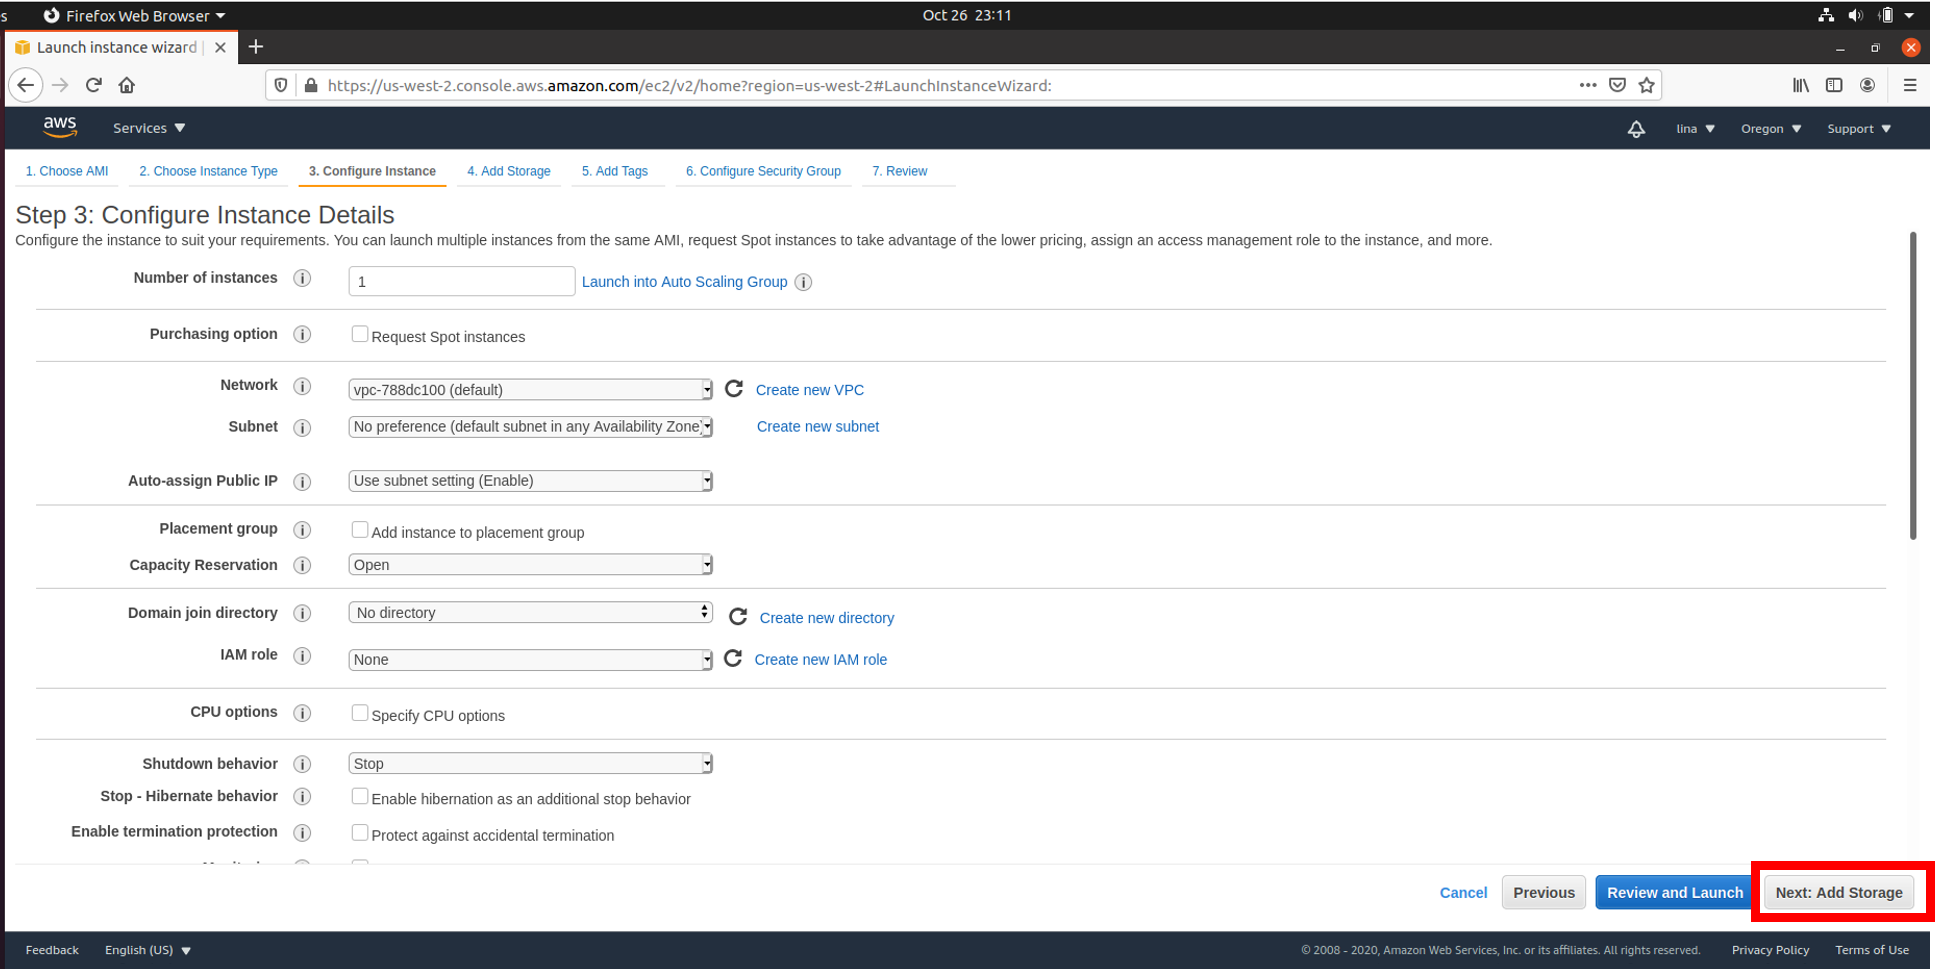 s
Firefox Web Browser
Oct 26 23:11
Launch instance wizard
https://us-west-2.console.aws.amazon.com/ec2/v2/home?region=us-west-2#LaunchInstanceWizard:
aws
Services
lina
Oregon
Support
1. Choose AMI
2. Choose Instance Type
3. Configure Instance
4. Add Storage
5. Add Tags
6. Configure Security Group
7. Review
Step 3: Configure Instance Details
Configure the instance to suit your requirements. You can launch multiple instances from the same AMI, request Spot instances to take advantage of the lower pricing, assign an access management role to the instance, and more.
Number of instances
1
Launch into Auto Scaling Group
Purchasing option
Request Spot instances
Network
vpc-788dc100 (default)
Create new VPC
Subnet
No preference (default subnet in any Availability Zone)
Create new subnet
Auto-assign Public IP
Use subnet setting (Enable)
Placement group
Add instance to placement group
Capacity Reservation
Open
Domain join directory
No directory
Create new directory
IAM role
None
Create new IAM role
CPU options
Specify CPU options
Shutdown behavior
Stop
Stop - Hibernate behavior
Enable hibernation as an additional stop behavior
Enable termination protection
Protect against accidental termination
Cancel
Previous
Review and Launch
Next: Add Storage
Feedback
English (US)
© 2008 - 2020, Amazon Web Services, Inc. or its affiliates. All rights reserved.
Privacy Policy
Terms of Use